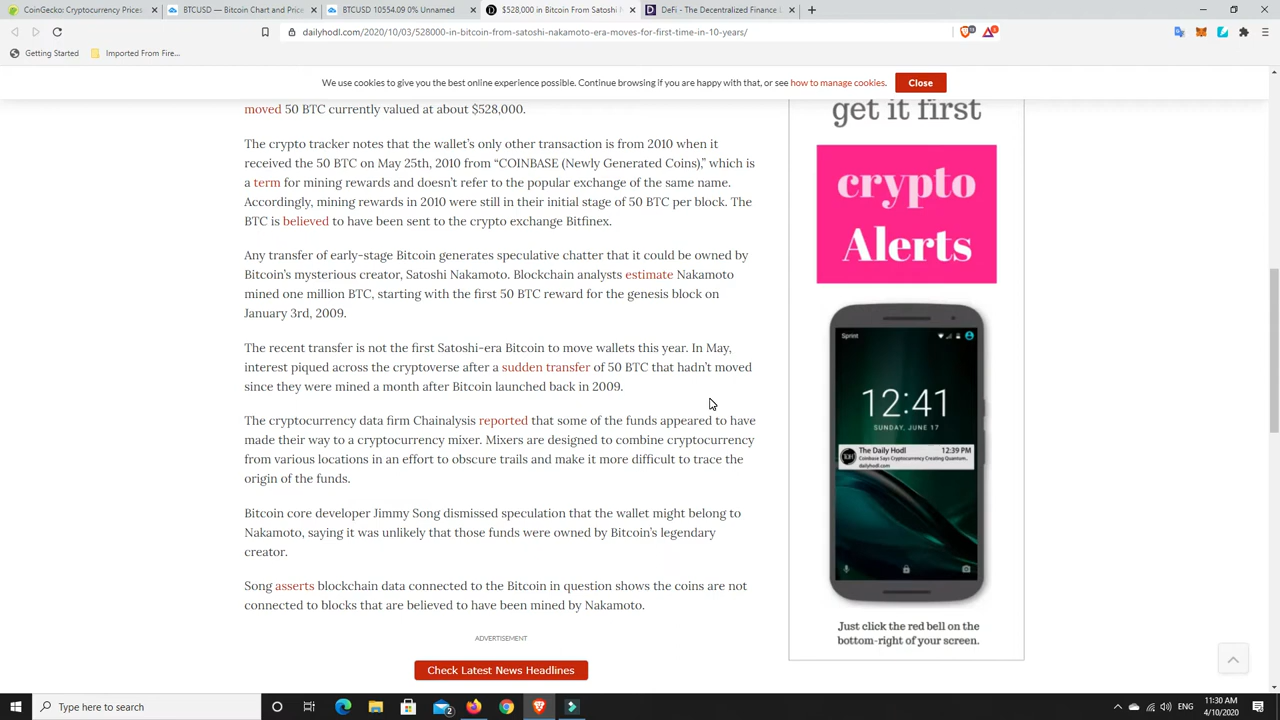 CoinGecko: Cryptocurrency Prices
BTCUSD — Bitcoin Chart and Price
BTCUSD 10554.09 0% Unnamed
$528,000 in Bitcoin From Satoshi
DeFi - The Decentralized Finance L
dailyhodl.com/2020/10/03/528000-in-bitcoin-from-satoshi-nakamoto-era-moves-for-first-time-in-10-years/
Getting Started
Imported From Fire...
We use cookies to give you the best online experience possible. Continue browsing if you are happy with that, or see how to manage cookies.
Close
moved 50 BTC currently valued at about $528,000.
The crypto tracker notes that the wallet's only other transaction is from 2010 when it
received the 50 BTC on May 25th, 2010 from “COINBASE (Newly Generated Coins),” which is
a term for mining rewards and doesn't refer to the popular exchange of the same name.
Accordingly, mining rewards in 2010 were still in their initial stage of 50 BTC per block. The
BTC is believed to have been sent to the crypto exchange Bitfinex.
Any transfer of early-stage Bitcoin generates speculative chatter that it could be owned by
Bitcoin's mysterious creator, Satoshi Nakamoto. Blockchain analysts estimate Nakamoto
mined one million BTC, starting with the first 50 BTC reward for the genesis block on
January 3rd, 2009.
The recent transfer is not the first Satoshi-era Bitcoin to move wallets this year. In May,
interest piqued across the cryptoverse after a sudden transfer of 50 BTC that hadn't moved
since they were mined a month after Bitcoin launched back in 2009.
The cryptocurrency data firm Chainalysis reported that some of the funds appeared to have
made their way to a cryptocurrency mixer. Mixers are designed to combine cryptocurrency
from various locations in an effort to obscure trails and make it more difficult to trace the
origin of the funds.
Bitcoin core developer Jimmy Song dismissed speculation that the wallet might belong to
Nakamoto, saying it was unlikely that those funds were owned by Bitcoin's legendary
creator.
Song asserts blockchain data connected to the Bitcoin in question shows the coins are not
connected to blocks that are believed to have been mined by Nakamoto.
ADVERTISEMENT
Check Latest News Headlines
get it first
crypto
Alerts
Sprint
12:41
SUNDAY, JUNE 17
The Daily Hodl
12:39 PM
Coinbase Says Cryptocurrency Creating Quantum...
dailyhodl.com
Just click the red bell on the
bottom-right of your screen.
Type here to search
2
ENG
11:30 AM
4/10/2020